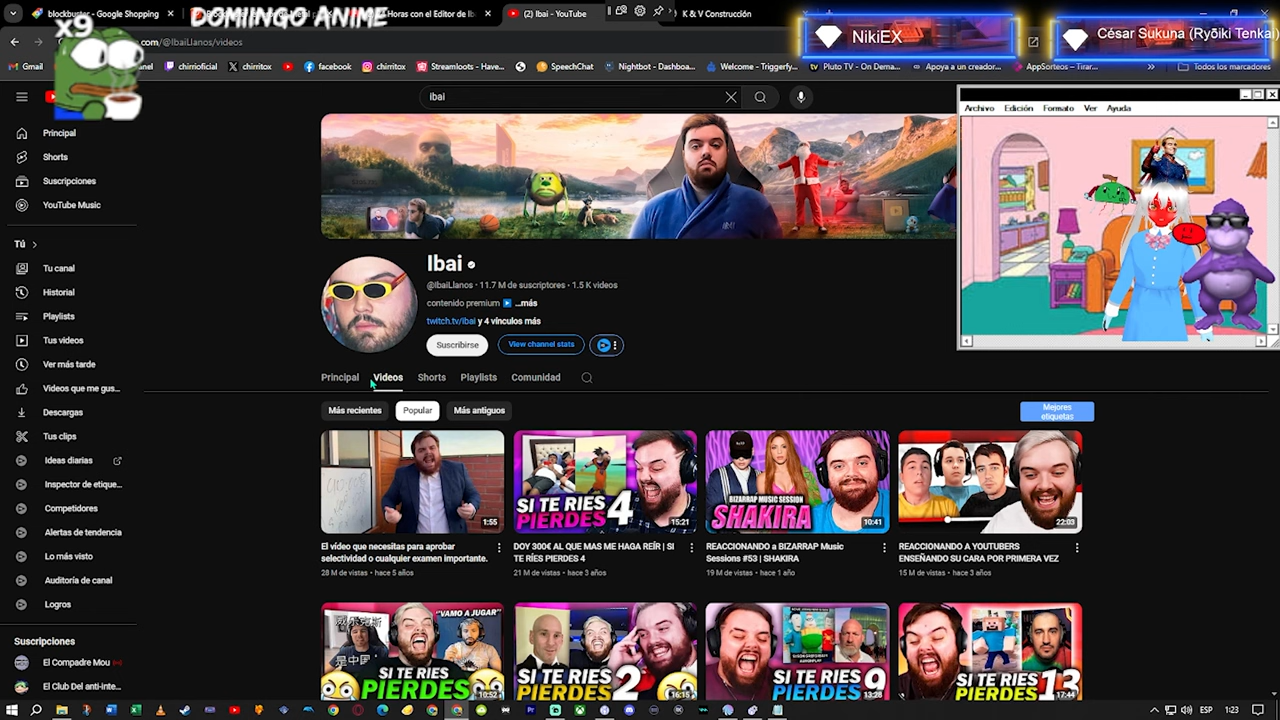 blockbuster - Google Shopping
Horas con el Editor de Ib
(2) Ibai - YouTube
K & V Construcción
DOMINGO ANIME
x9
NikiEX
César Sukuna (Ryōiki Tenkai)
.com/@IbaiLlanos/videos
Gmail
chirrioficial
chirritox
facebook
chirritox
Streamloots - Have...
SpeechChat
Nightbot - Dashboa...
Welcome - Triggerfy...
Pluto TV - On Dema...
Apoya a un creador...
AppSorteos – Tirar...
Todos los marcadores
ibai
Archivo Edición Formato Ver Ayuda
Principal
Shorts
Suscripciones
YouTube Music
Tú
Tu canal
Historial
Playlists
Tus videos
Ver más tarde
Videos que me gus...
Descargas
Tus clips
Ideas diarias
Inspector de etique...
Competidores
Alertas de tendencia
Lo más visto
Auditoría de canal
Logros
Suscripciones
El Compadre Mou
El Club Del anti-inte...
Ibai
@IbaiLlanos · 11.7 M de suscriptores · 1.5 K videos
contenido premium ▶ ...más
twitch.tv/ibai y 4 vínculos más
Suscribirse
View channel stats
Principal
Videos
Shorts
Playlists
Comunidad
Más recientes
Popular
Más antiguos
Mejores
etiquetas
1:55
SI TE RIES
PIERDES 4
15:21
BIZARRAP MUSIC
SESSION
SHAKIRA
10:41
22:03
El vídeo que necesitas para aprobar
selectividad o cualquier examen importante.
28 M de vistas • hace 5 años
DOY 300€ AL QUE MAS ME HAGA REÍR | SI
TE RÍES PIERDES 4
21 M de vistas • hace 3 años
REACCIONANDO a BIZARRAP Music
Sessions #53 | SHAKIRA
19 M de vistas • hace 1 año
REACCIONANDO A YOUTUBERS
ENSEÑANDO SU CARA POR PRIMERA VEZ
15 M de vistas • hace 3 años
"VAMO A JUGAR"
SI TE RIES
PIERDES
10:52
SI TE RIES
PIERDES 2
16:15
SI TE RIES
PIERDES 9
13:28
SI TE RIES
PIERDES 13
17:44
ESP
1:23